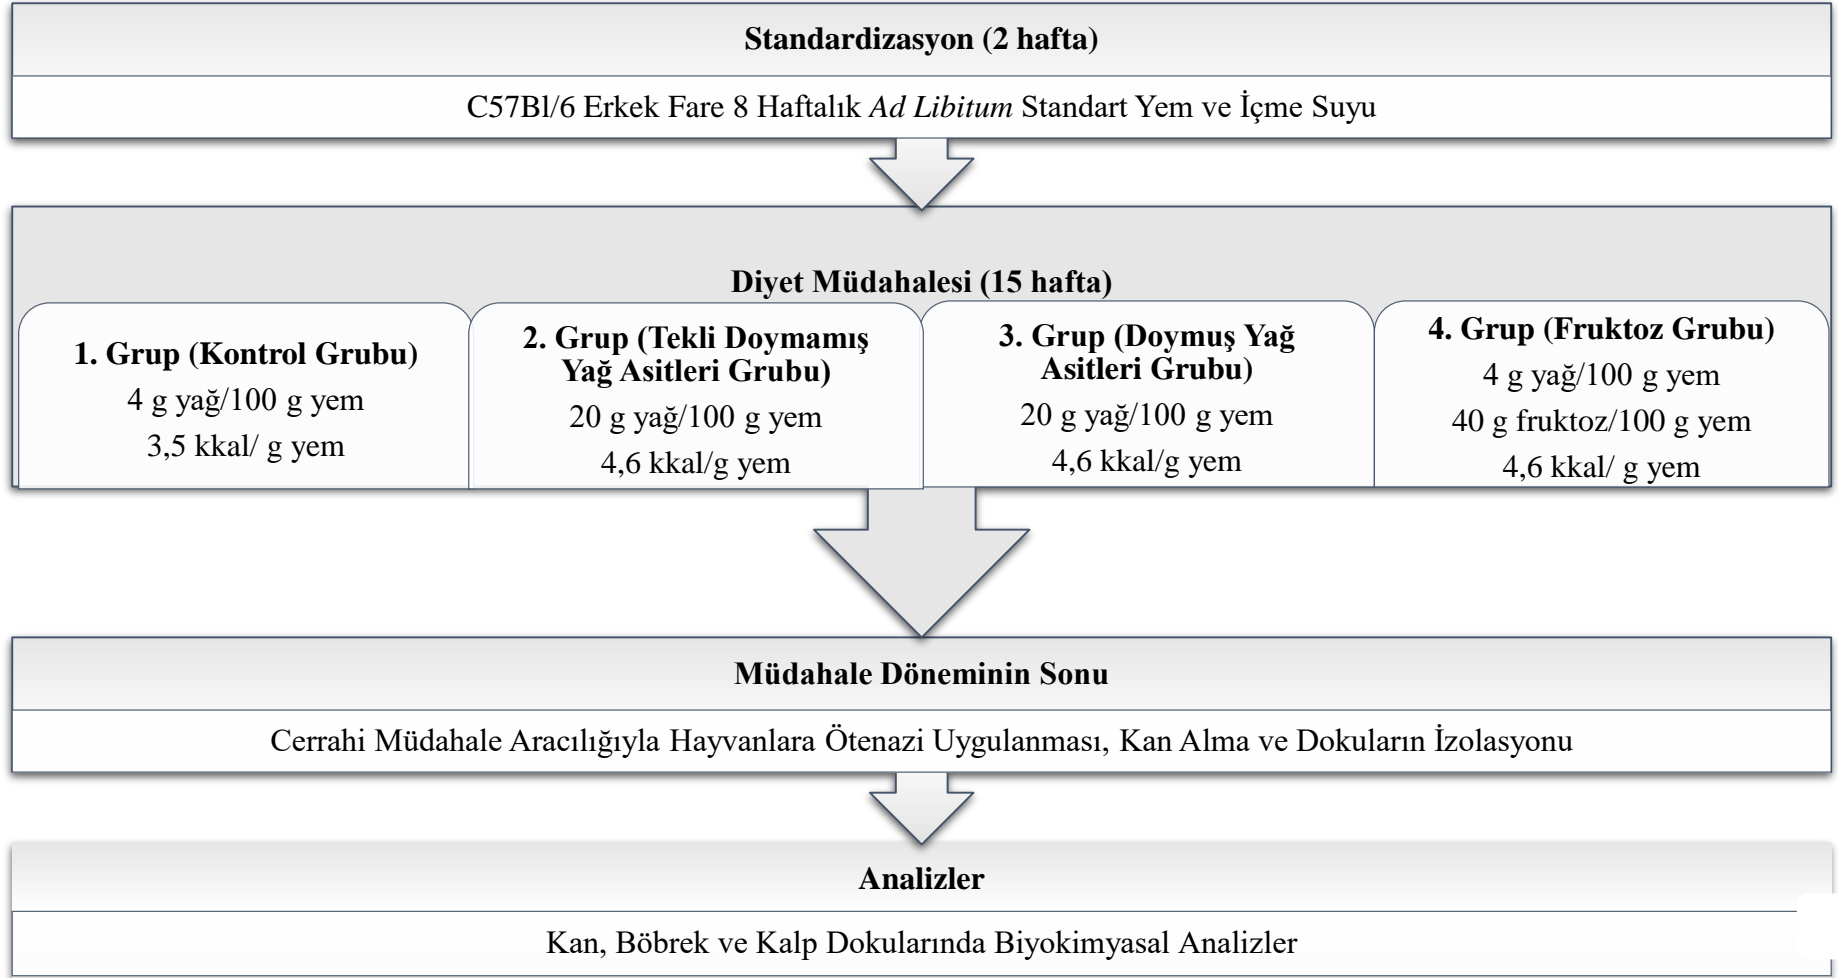 Standardizasyon (2 hafta)
C57Bl/6 Erkek Fare 8 Haftalık Ad Libitum Standart Yem ve İçme Suyu
Diyet Müdahalesi (15 hafta)
1. Grup (Kontrol Grubu)
4 g yağ/100 g yem
3,5 kkal/ g yem
2. Grup (Tekli Doymamış
Yağ Asitleri Grubu)
20 g yağ/100 g yem
4,6 kkal/g yem
3. Grup (Doymuş Yağ
Asitleri Grubu)
20 g yağ/100 g yem
4,6 kkal/g yem
4. Grup (Fruktoz Grubu)
4 g yağ/100 g yem
40 g fruktoz/100 g yem
4,6 kkal/ g yem
Müdahale Döneminin Sonu
Cerrahi Müdahale Aracılığıyla Hayvanlara Ötenazi Uygulanması, Kan Alma ve Dokuların İzolasyonu
Analizler
Kan, Böbrek ve Kalp Dokularında Biyokimyasal Analizler